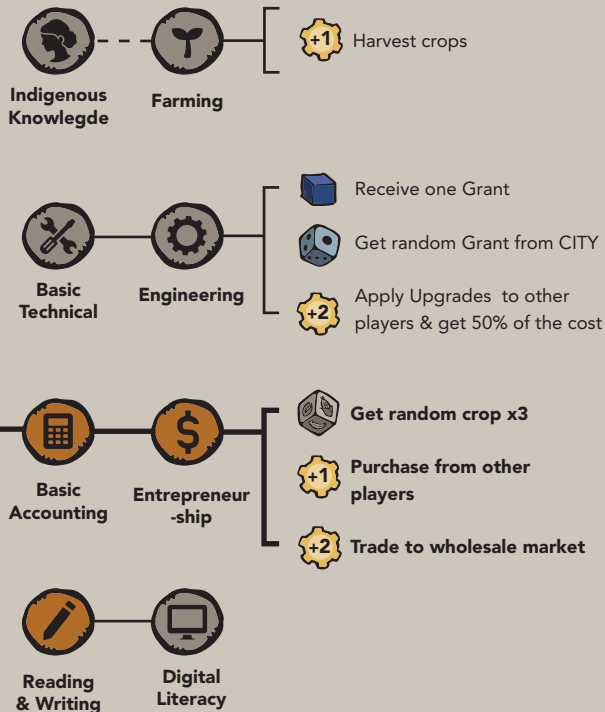 Indigenous
Knowlegde
Farming
+1 Harvest crops
Basic
Technical
Engineering
Receive one Grant
Get random Grant from CITY
+2 Apply Upgrades to other
players & get 50% of the cost
Basic
Accounting
Entrepreneur
-ship
Get random crop x3
+1 Purchase from other
players
+2 Trade to wholesale market
Reading
& Writing
Digital
Literacy